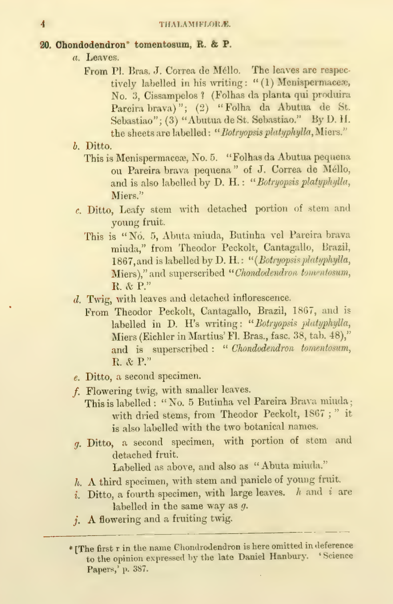 4 THALAMIFLORÆ.
20. Chondodendron* tomentosum, R. & P.
a. Leaves.
From Pl. Bras. J. Correa de Méllo. The leaves are respec-
tively labelled in his writing: “(1) Menispermaceæ,
No. 3, Cissampelos ? (Folhas da planta qui produira
Pareira brava)”; (2) “Folha da Abutua de St.
Sebastiao”; (3) “Abutua de St. Sebastiao.” By D. H.
the sheets are labelled: “Botryopsis platyphylla, Miers.”
b. Ditto.
This is Menispermaceæ, No. 5. “Folhas da Abutua pequena
ou Pareira brava pequena” of J. Correa de Méllo,
and is also labelled by D. H.: “Botryopsis platyphylla,
Miers.”
c. Ditto, Leafy stem with detached portion of stem and
young fruit.
This is “No. 5, Abuta miuda, Butinha vel Pareira brava
miuda,” from Theodor Peckolt, Cantagallo, Brazil,
1867, and is labelled by D. H.: “(Botryopsis platyphylla,
Miers),” and superscribed “Chondodendron tomentosum,
R. & P.”
d. Twig, with leaves and detached inflorescence.
From Theodor Peckolt, Cantagallo, Brazil, 1867, and is
labelled in D. H's writing: “Botryopsis platyphylla,
Miers (Eichler in Martius' Fl. Bras., fasc. 38, tab. 48),”
and is superscribed : “ Chondodendron tomentosum,
R. & P.”
e. Ditto, a second specimen.
f. Flowering twig, with smaller leaves.
This is labelled : “No. 5 Butinha vel Pareira Brava miuda;
with dried stems, from Theodor Peckolt, 1867 ; ” it
is also labelled with the two botanical names.
g. Ditto, a second specimen, with portion of stem and
detached fruit.
Labelled as above, and also as “ Abuta miuda.”
h. A third specimen, with stem and panicle of young fruit.
i. Ditto, a fourth specimen, with large leaves. h and i are
labelled in the same way as g.
j. A flowering and a fruiting twig.
* [The first r in the name Chondrodendron is here omitted in deference
to the opinion expressed by the late Daniel Hanbury. ‘Science
Papers,’ p. 387.